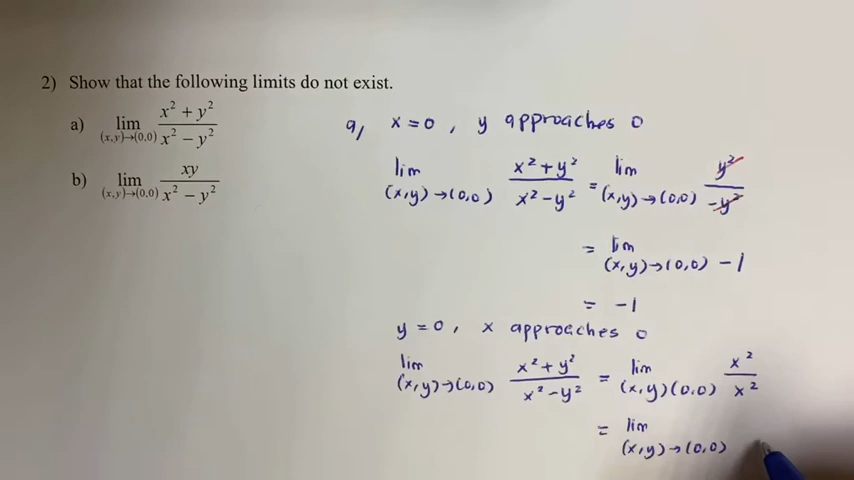 2) Show that the following limits do not exist.
a) lim (x,y)→(0,0) x² + y² / x² − y²
b) lim (x,y)→(0,0) xy / x² − y²
a, x=0, y approaches 0
lim (x,y)→(0,0) x²+y² / x²−y² = lim (x,y)→(0,0) y² / −y²
= lim (x,y)→(0,0) −1
= −1
y=0, x approaches 0
lim (x,y)→(0,0) x²+y² / x²−y² = lim (x,y)(0,0) x² / x²
= lim (x,y)→(0,0)